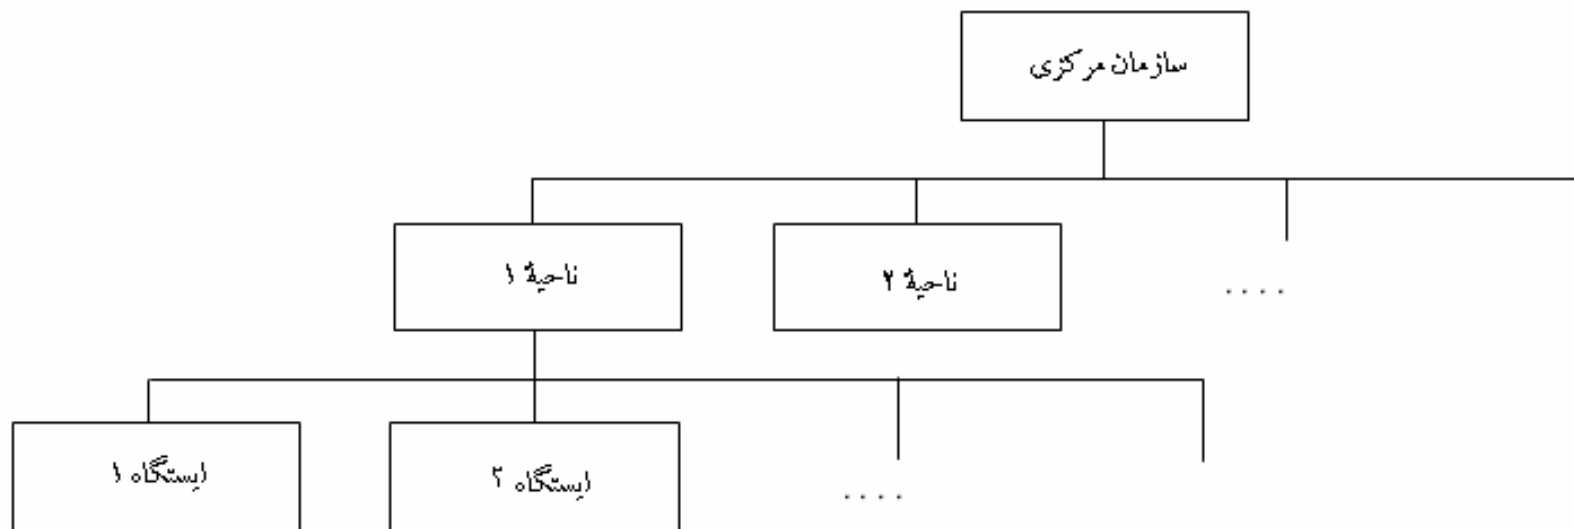 سازمان مرکزی
ناحیهٔ ۱
ناحیهٔ ۲
....
ایستگاه ۱
ایستگاه ۲
....